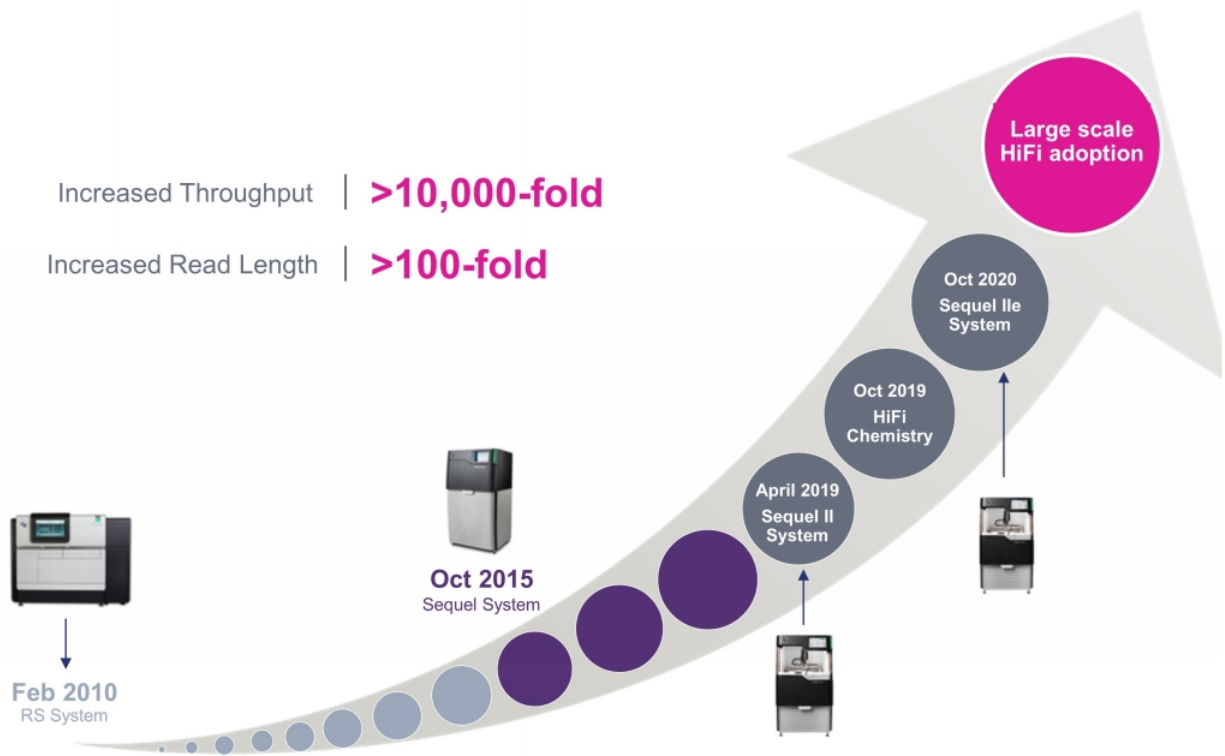 Increased Throughput
>10,000-fold
Increased Read Length
>100-fold
Feb 2010
RS System
Oct 2015
Sequel System
April 2019
Sequel II
System
Oct 2019
HiFi
Chemistry
Oct 2020
Sequel IIe
System
Large scale
HiFi adoption